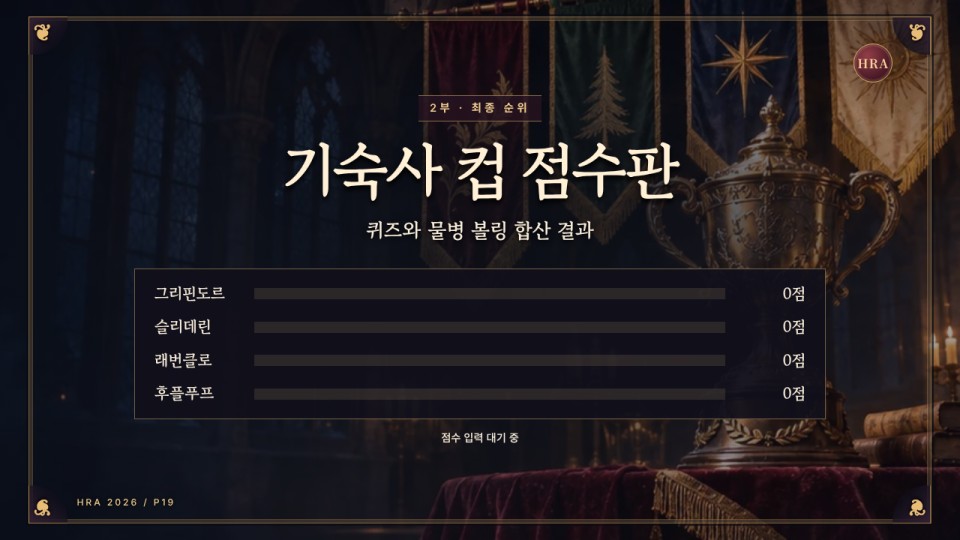 HRA
2부 · 최종 순위
기숙사 컵 점수판
퀴즈와 물병 볼링 합산 결과
그리핀도르 0점
슬리데린 0점
래번클로 0점
후플푸프 0점
점수 입력 대기 중
HRA 2026 / P19